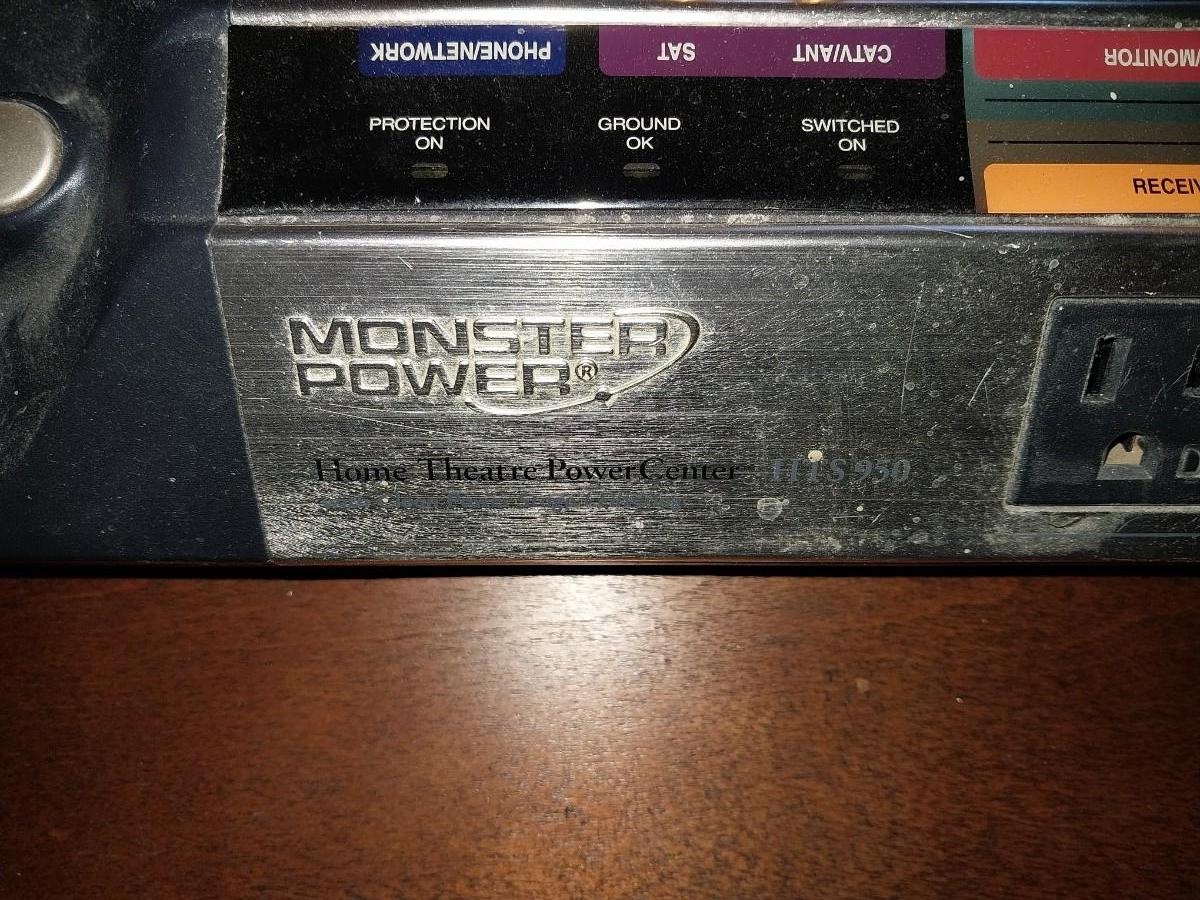 PHONE/NETWORK
SAT
CATV/ANT
/MONITOR
PROTECTION
ON
GROUND
OK
SWITCHED
ON
RECEIV
MONSTER
POWER®
Home Theatre PowerCenter HTS 950
D